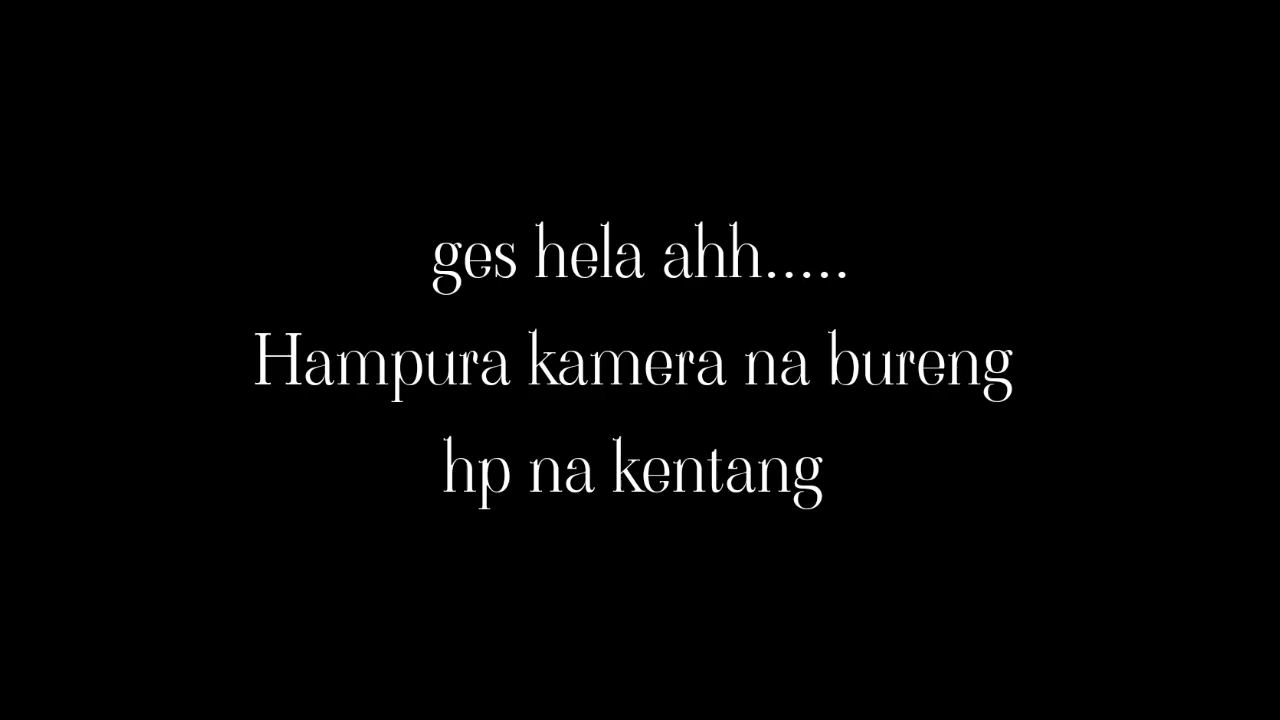 ges hela ahh.....
Hampura kamera na bureng
hp na kentang